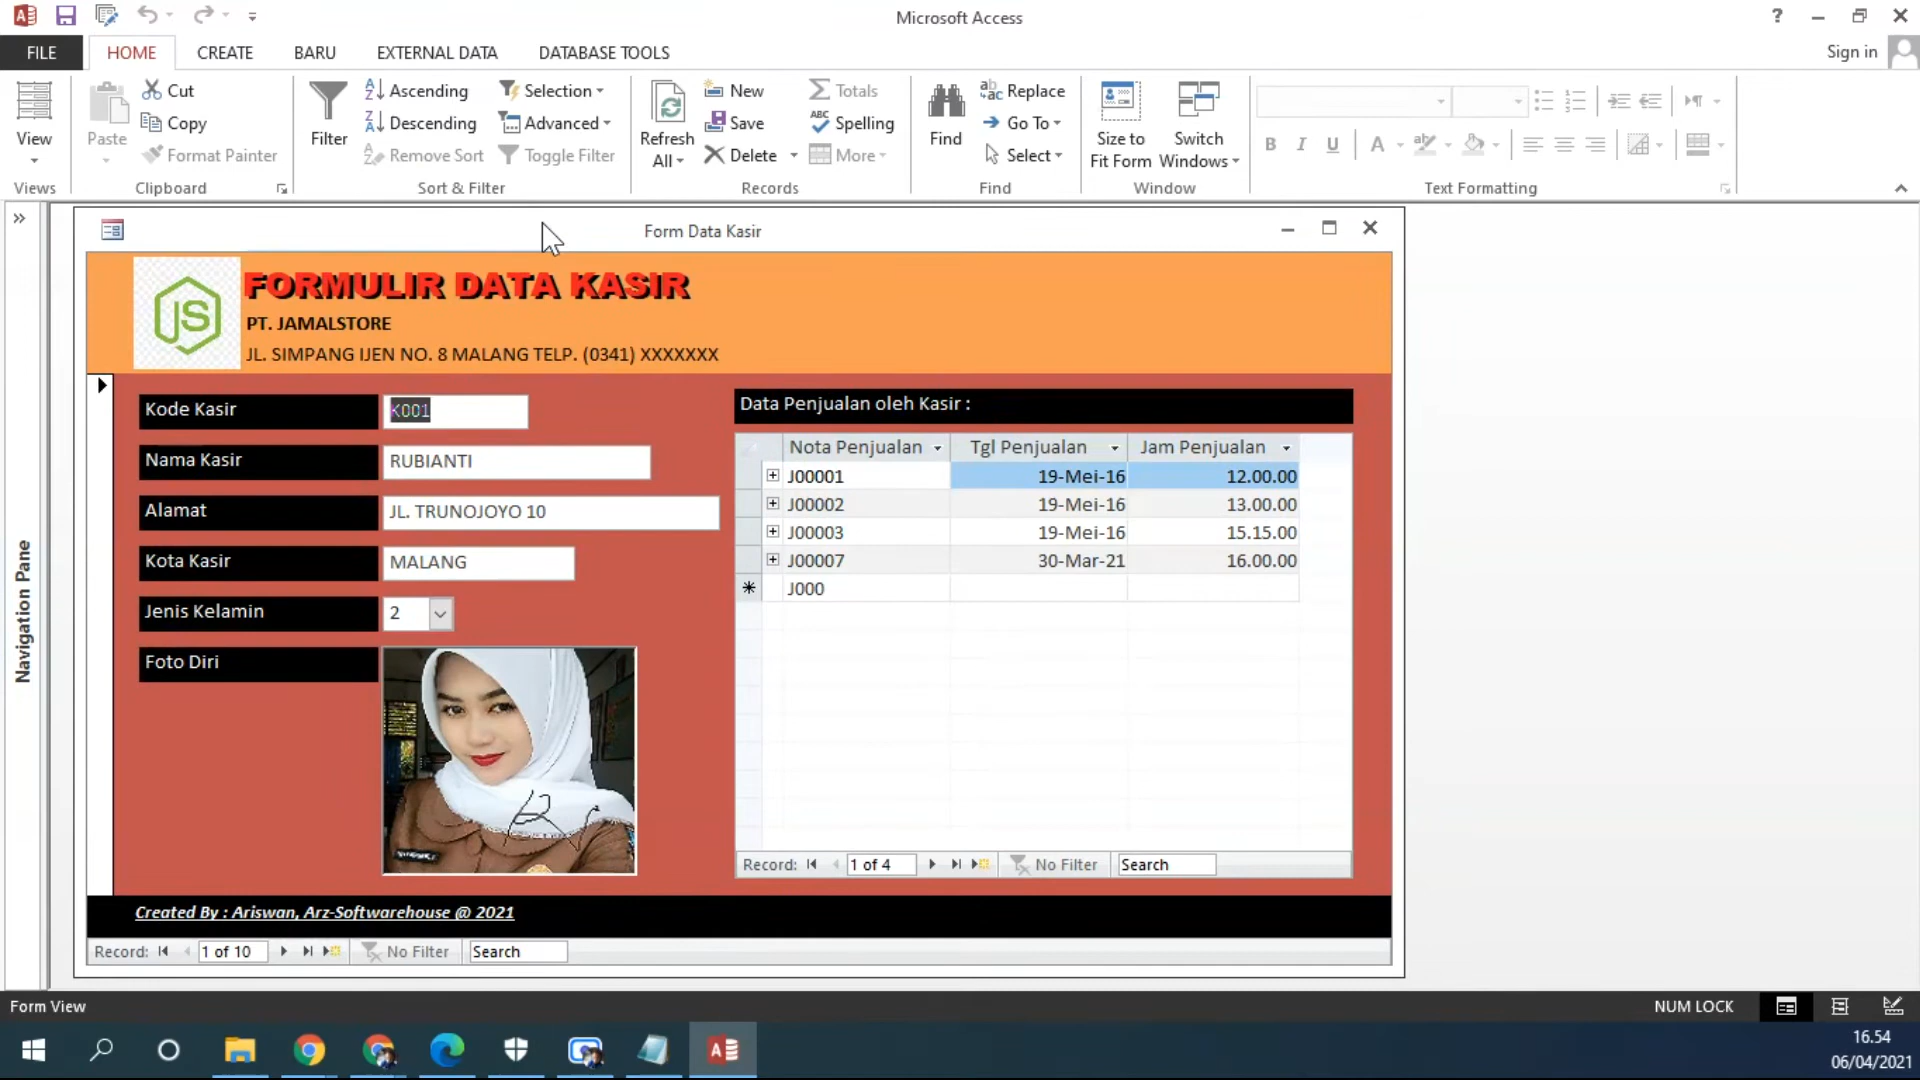 Microsoft Access
?
FILE HOME CREATE BARU EXTERNAL DATA DATABASE TOOLS Sign in
View
Views
Paste
Cut
Copy
Format Painter
Clipboard
Filter
Ascending
Descending
Remove Sort
Selection
Advanced
Toggle Filter
Sort & Filter
Refresh
All
New
Save
Delete
Totals
Spelling
More
Records
Find
Replace
Go To
Select
Find
Size to
Fit Form
Switch
Windows
Window
B I U A
Text Formatting
Navigation Pane
Form Data Kasir
JS
FORMULIR DATA KASIR
PT. JAMALSTORE
JL. SIMPANG IJEN NO. 8 MALANG TELP. (0341) XXXXXXX
Kode Kasir K001
Nama Kasir RUBIANTI
Alamat JL. TRUNOJOYO 10
Kota Kasir MALANG
Jenis Kelamin 2
Foto Diri
Data Penjualan oleh Kasir :
Nota Penjualan Tgl Penjualan Jam Penjualan
J00001 19-Mei-16 12.00.00
J00002 19-Mei-16 13.00.00
J00003 19-Mei-16 15.15.00
J00007 30-Mar-21 16.00.00
J000
Record: 1 of 4 No Filter Search
Created By : Ariswan, Arz-Softwarehouse @ 2021
Record: 1 of 10 No Filter Search
Form View NUM LOCK
16.54
06/04/2021